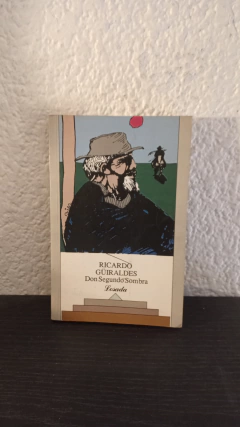 RICARDO
GÜIRALDES
Don Segundo Sombra
Losada